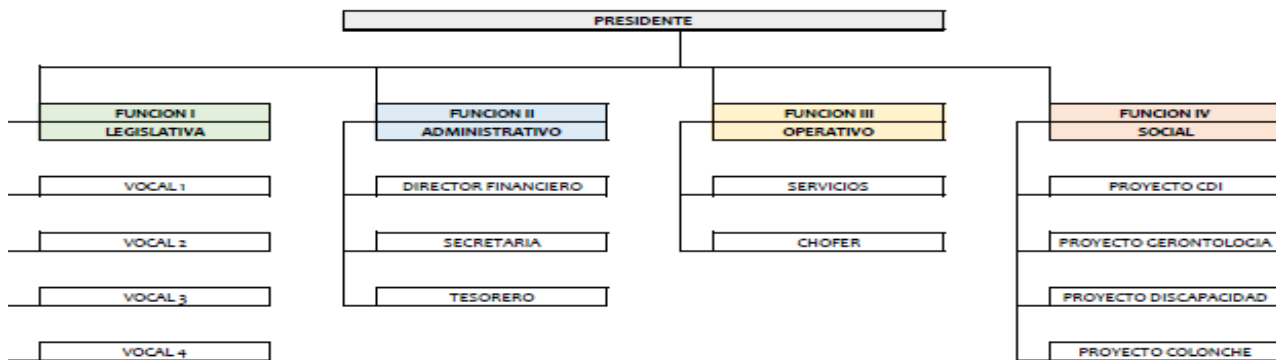 PRESIDENTE
FUNCION I
LEGISLATIVA
VOCAL 1
VOCAL 2
VOCAL 3
VOCAL 4
FUNCION II
ADMINISTRATIVO
DIRECTOR FINANCIERO
SECRETARIA
TESORERO
FUNCION III
OPERATIVO
SERVICIOS
CHOFER
FUNCION IV
SOCIAL
PROYECTO CDI
PROYECTO GERONTOLOGIA
PROYECTO DISCAPACIDAD
PROYECTO COLONCHE